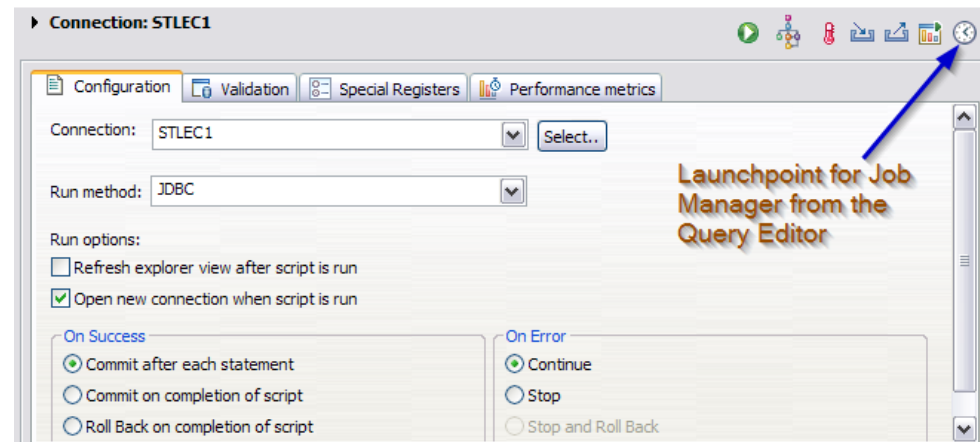 Connection: STLEC1
Configuration
Validation
Special Registers
Performance metrics
Connection:
STLEC1
Select..
Run method:
JDBC
Launchpoint for Job
Manager from the
Query Editor
Run options:
Refresh explorer view after script is run
Open new connection when script is run
On Success
Commit after each statement
Commit on completion of script
Roll Back on completion of script
On Error
Continue
Stop
Stop and Roll Back